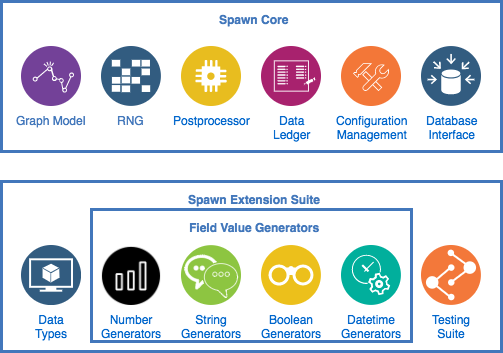 Spawn Core
Graph Model
RNG
Postprocessor
Data
Ledger
Configuration
Management
Database
Interface
Spawn Extension Suite
Field Value Generators
Data
Types
Number
Generators
String
Generators
Boolean
Generators
Datetime
Generators
Testing
Suite